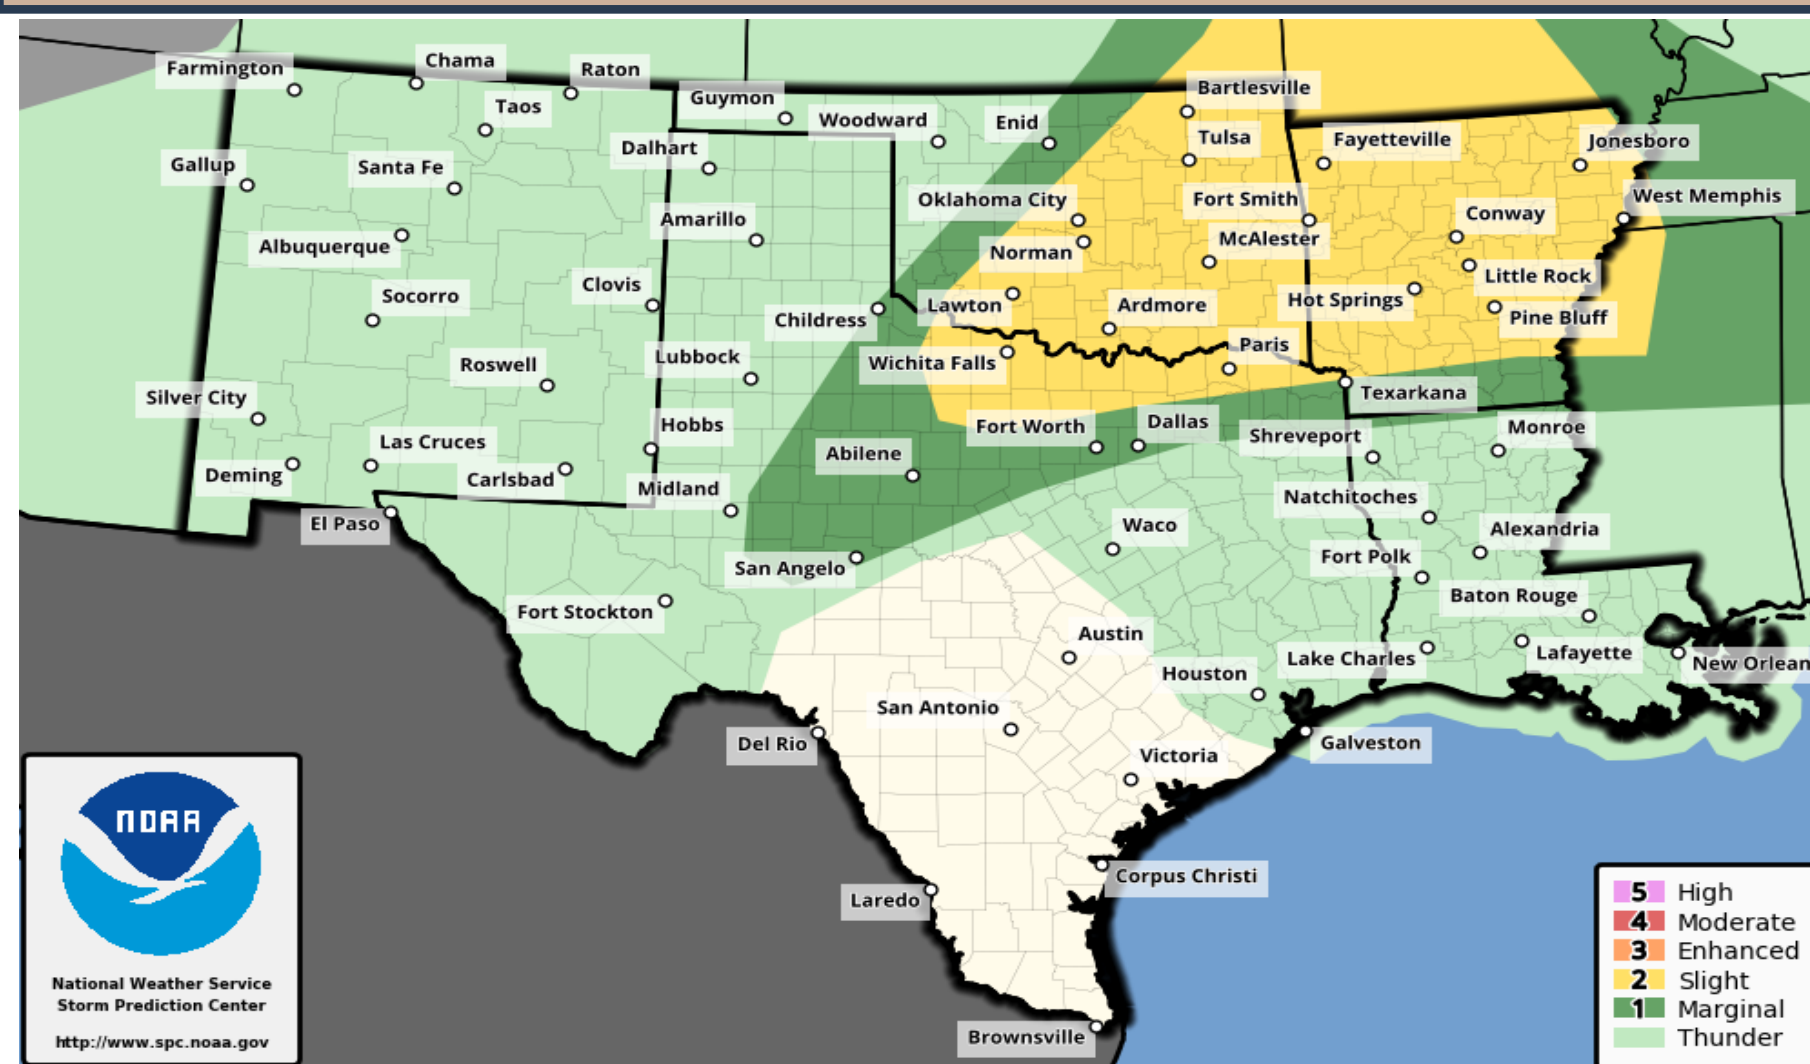 Farmington
Chama
Raton
Taos
Guymon
Woodward
Enid
Bartlesville
Tulsa
Fayetteville
Jonesboro
Gallup
Santa Fe
Dalhart
Oklahoma City
Fort Smith
West Memphis
Albuquerque
Amarillo
Norman
McAlester
Conway
Socorro
Clovis
Childress
Lawton
Ardmore
Hot Springs
Little Rock
Pine Bluff
Roswell
Lubbock
Wichita Falls
Paris
Silver City
Texarkana
Las Cruces
Hobbs
Abilene
Fort Worth
Dallas
Shreveport
Monroe
Deming
Carlsbad
Midland
Natchitoches
El Paso
Waco
Alexandria
San Angelo
Fort Polk
Fort Stockton
Baton Rouge
Austin
Lake Charles
Lafayette
New Orlean
Houston
San Antonio
Del Rio
Victoria
Galveston
Laredo
Corpus Christi
Brownsville
NOAA
National Weather Service
Storm Prediction Center
http://www.spc.noaa.gov
5 High
4 Moderate
3 Enhanced
2 Slight
1 Marginal
Thunder